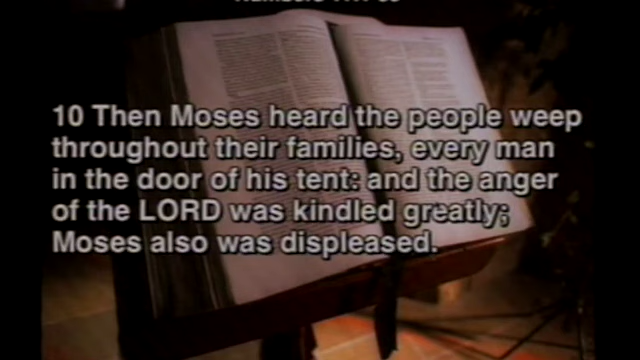 10 Then Moses heard the people weep
throughout their families, every man
in the door of his tent: and the anger
of the LORD was kindled greatly;
Moses also was displeased.